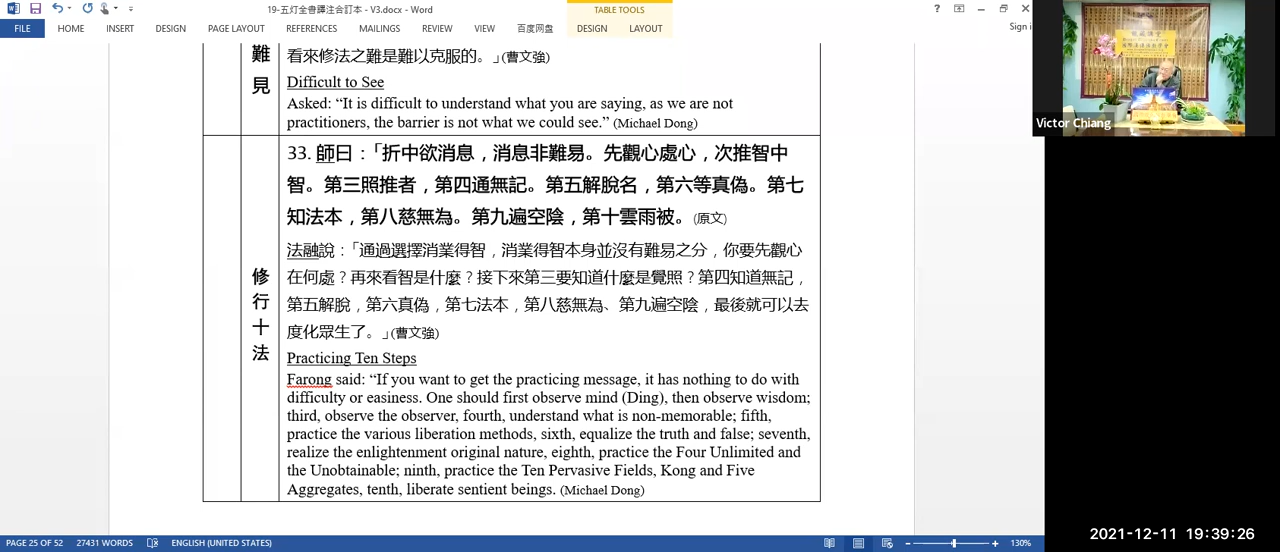 19-五灯全書譯注合訂本 - V3.docx - Word
TABLE TOOLS
Sign i
FILE HOME INSERT DESIGN PAGE LAYOUT REFERENCES MAILINGS REVIEW VIEW 百度网盘 DESIGN LAYOUT
難見
看來修法之難是難以克服的。」(曹文強)
Difficult to See
Asked: “It is difficult to understand what you are saying, as we are not
practitioners, the barrier is not what we could see.” (Michael Dong)
修行十法
33. 師曰：「折中欲消息，消息非難易。先觀心處心，次推智中
智。第三照推者，第四通無記。第五解脫名，第六等真偽。第七
知法本，第八慈無為。第九遍空陰，第十雲雨被。(原文)
法融說：「通過選擇消業得智，消業得智本身並沒有難易之分，你要先觀心
在何處？再來看智是什麼？接下來第三要知道什麼是覺照？第四知道無記，
第五解脫，第六真偽，第七法本，第八慈無為、第九遍空陰，最後就可以去
度化眾生了。」(曹文強)
Practicing Ten Steps
Farong said: “If you want to get the practicing message, it has nothing to do with
difficulty or easiness. One should first observe mind (Ding), then observe wisdom;
third, observe the observer, fourth, understand what is non-memorable; fifth,
practice the various liberation methods, sixth, equalize the truth and false; seventh,
realize the enlightenment original nature, eighth, practice the Four Unlimited and
the Unobtainable; ninth, practice the Ten Pervasive Fields, Kong and Five
Aggregates, tenth, liberate sentient beings. (Michael Dong)
Victor Chiang
2021-12-11 19:39:26
PAGE 25 OF 52 27431 WORDS ENGLISH (UNITED STATES) 130%